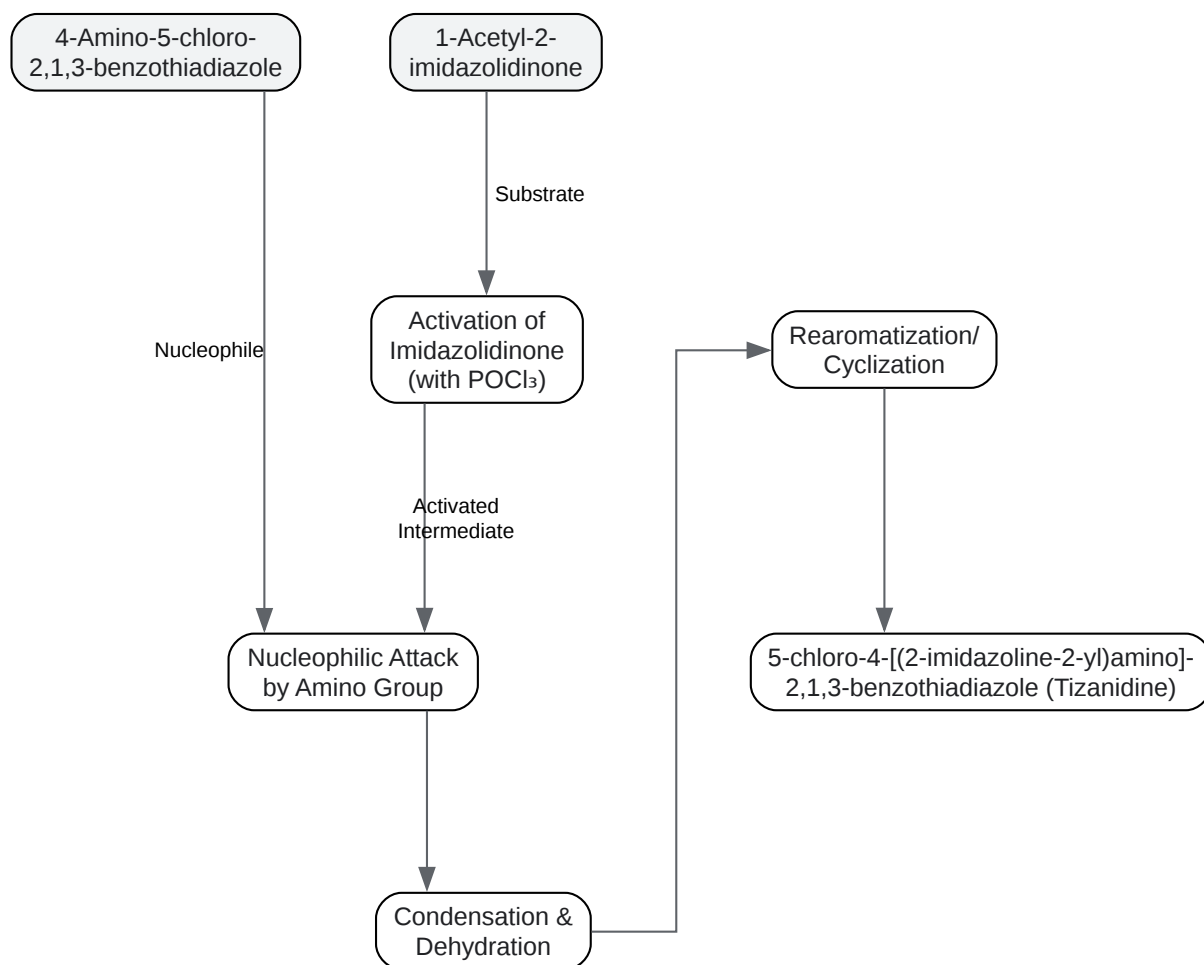 4-Amino-5-chloro-
2,1,3-benzothiadiazole
1-Acetyl-2-
imidazolidinone
Substrate
Nucleophile
Activation of
Imidazolidinone
(with POCl₃)
Rearomatization/
Cyclization
Activated
Intermediate
Nucleophilic Attack
by Amino Group
5-chloro-4-[(2-imidazoline-2-yl)amino]-
2,1,3-benzothiadiazole (Tizanidine)
Condensation &
Dehydration